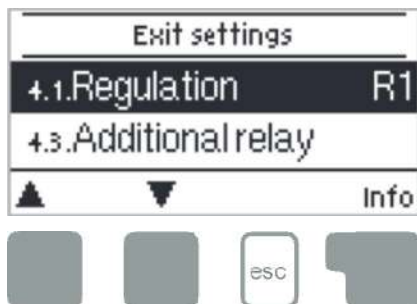 Exit settings
4.1.Regulation R1
4.3.Additional relay
▲ ▼ Info
esc